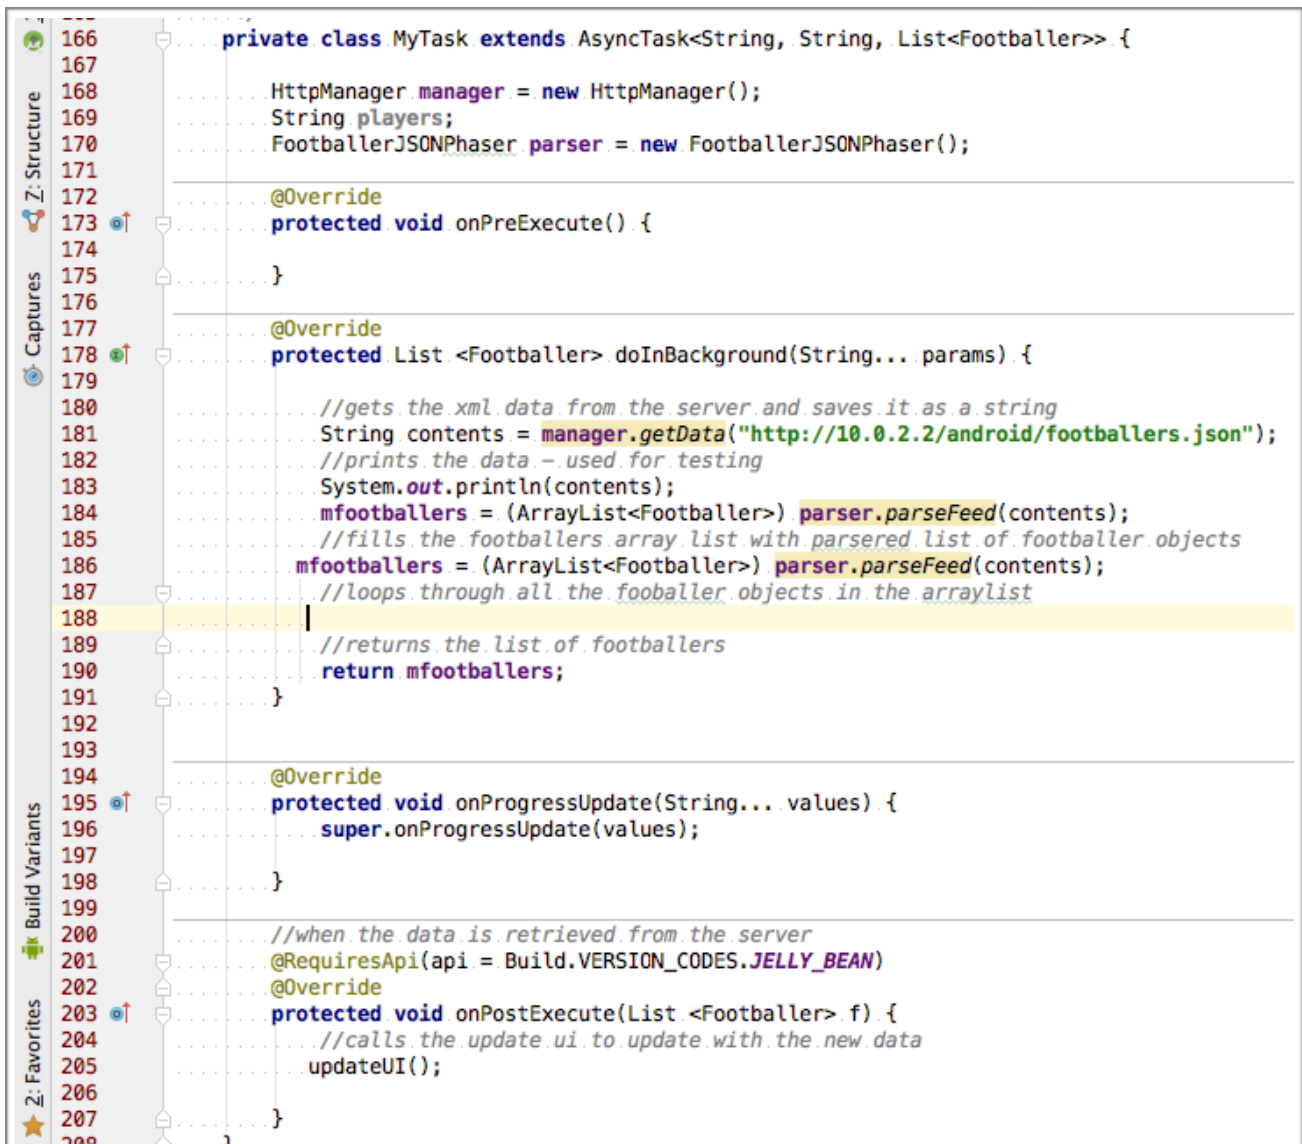 166 private class MyTask extends AsyncTask<String, String, List<Footballer>> {
167
168 HttpManager manager = new HttpManager();
169 String players;
170 FootballerJSONPhaser parser = new FootballerJSONPhaser();
171
172 @Override
173 protected void onPreExecute() {
174
175 }
176
177 @Override
178 protected List <Footballer> doInBackground(String... params) {
179
180 //gets the xml data from the server and saves it as a string
181 String contents = manager.getData("http://10.0.2.2/android/footballers.json");
182 //prints the data – used for testing
183 System.out.println(contents);
184 mfootballers = (ArrayList<Footballer>) parser.parseFeed(contents);
185 //fills the footballers array list with parsered list of footballer objects
186 mfootballers = (ArrayList<Footballer>) parser.parseFeed(contents);
187 //loops through all the fooballer objects in the arraylist
188
189 //returns the list of footballers
190 return mfootballers;
191 }
192
193
194 @Override
195 protected void onProgressUpdate(String... values) {
196 super.onProgressUpdate(values);
197
198 }
199
200 //when the data is retrieved from the server
201 @RequiresApi(api = Build.VERSION_CODES.JELLY_BEAN)
202 @Override
203 protected void onPostExecute(List <Footballer> f) {
204 //calls the update ui to update with the new data
205 updateUI();
206
207 }
208 }
7: Structure
Captures
Build Variants
2: Favorites